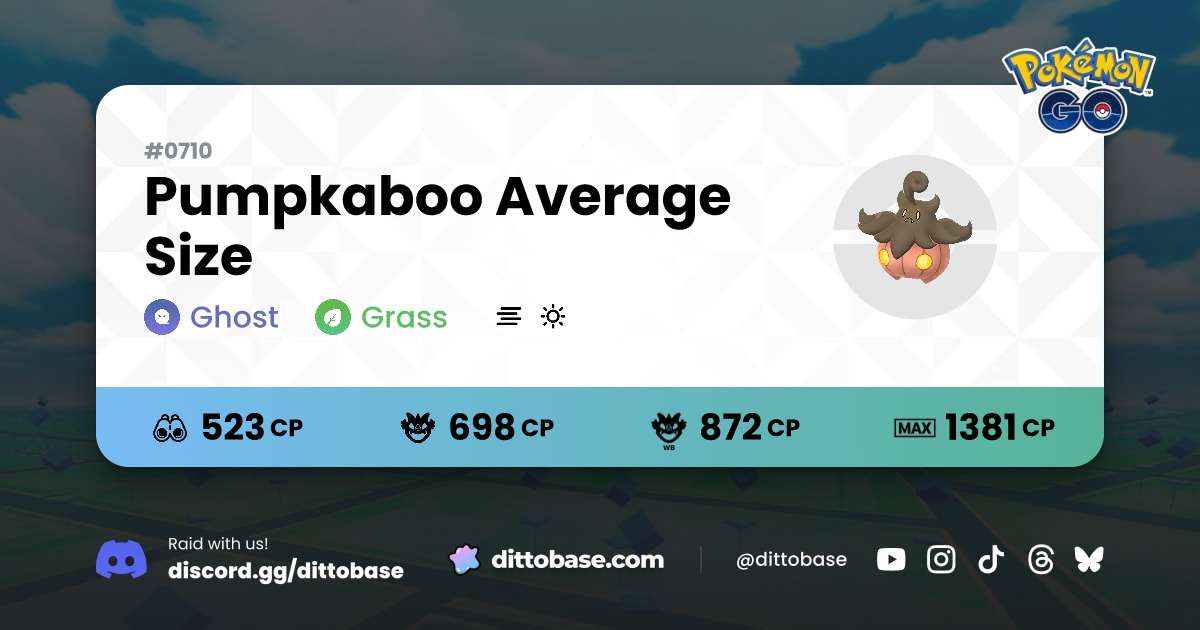 POKÉMON
GO
#0710
Pumpkaboo Average
Size
Ghost
Grass
523 CP
698 CP
WB
872 CP
MAX
1381 CP
Raid with us!
discord.gg/dittobase
dittobase.com
@dittobase